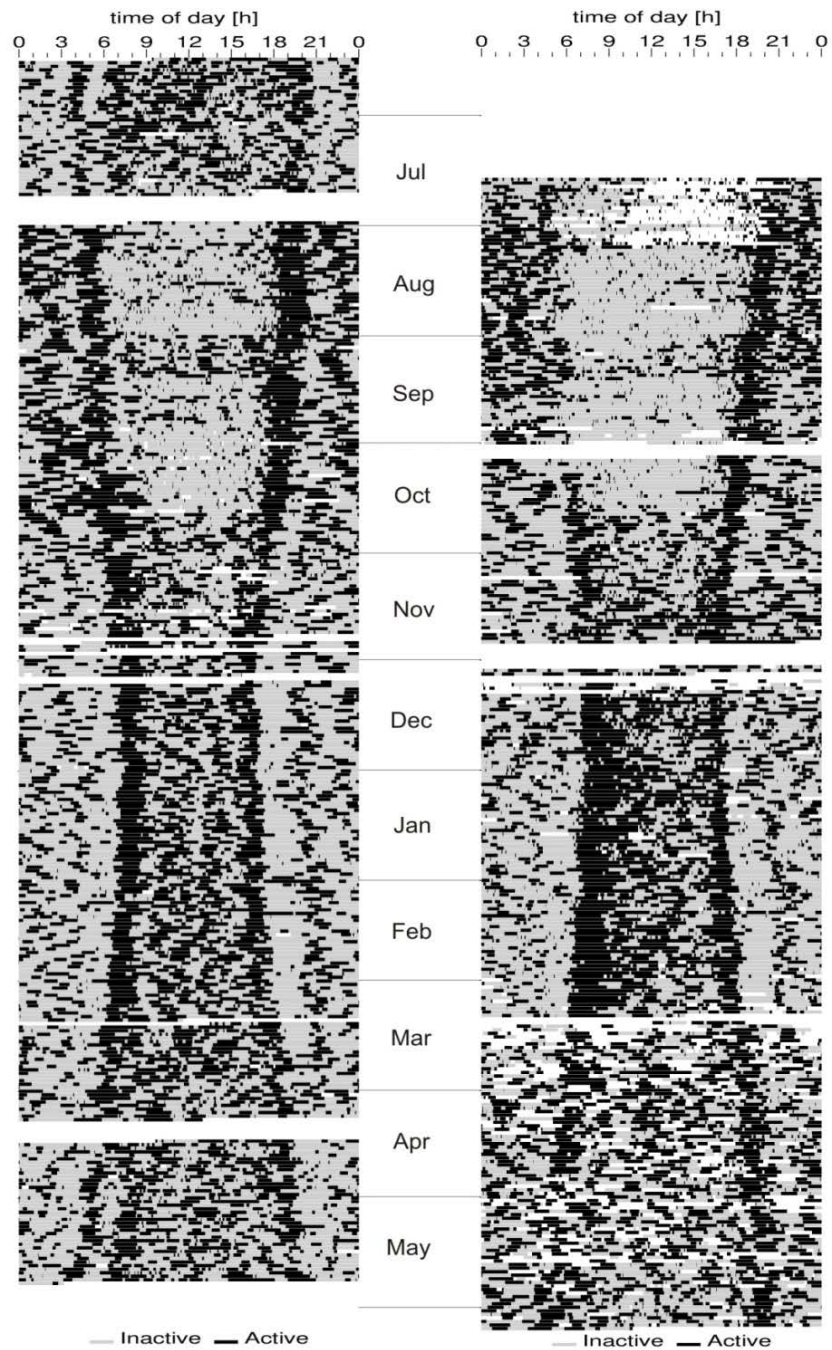 time of day [h]
time of day [h]
0 3 6 9 12 15 18 21 0
0 3 6 9 12 15 18 21 0
Jul
Aug
Sep
Oct
Nov
Dec
Jan
Feb
Mar
Apr
May
Inactive Active
Inactive Active